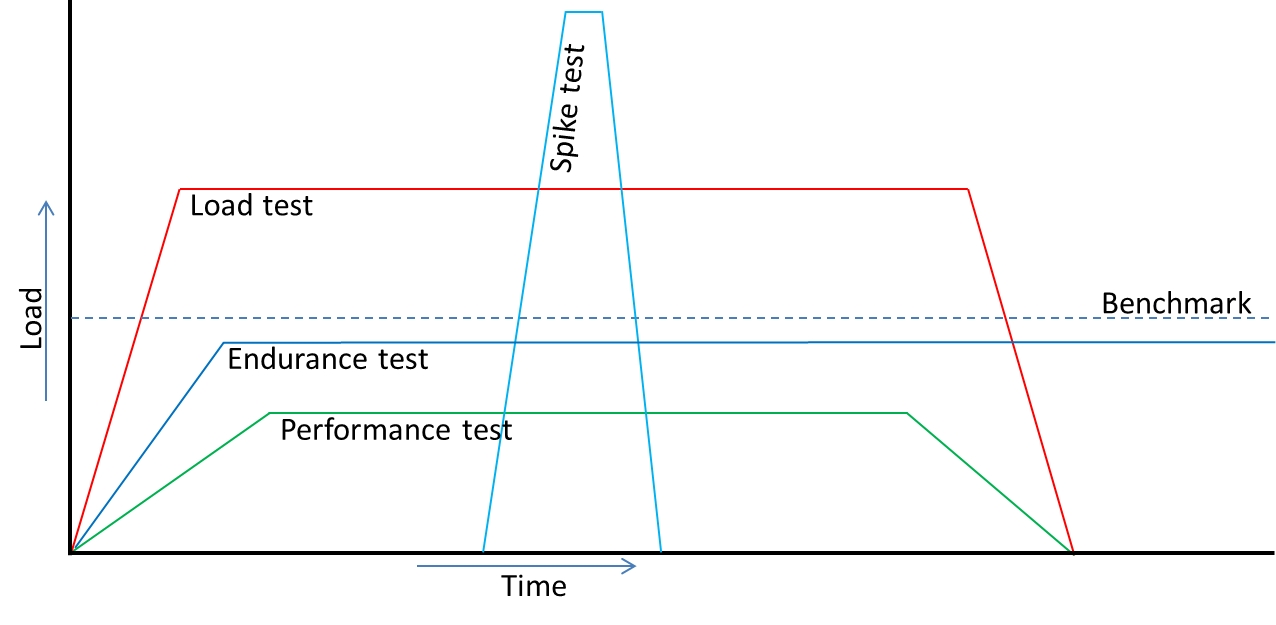 Spike test
Load test
Load
Benchmark
Endurance test
Performance test
Time